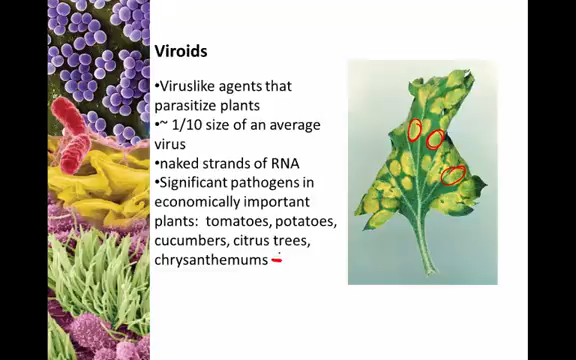 Viroids
•Viruslike agents that
parasitize plants
•~ 1/10 size of an average
virus
•naked strands of RNA
•Significant pathogens in
economically important
plants: tomatoes, potatoes,
cucumbers, citrus trees,
chrysanthemums